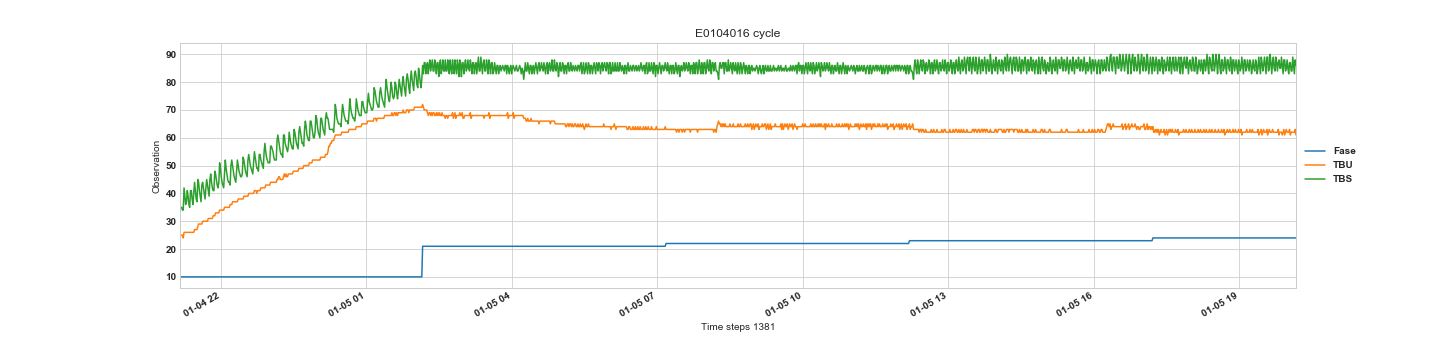 E0104016 cycle
90
80
70
60
50
40
30
20
10
Observation
01-04 22
01-05 01
01-05 04
01-05 07
01-05 10
01-05 13
01-05 16
01-05 19
Time steps 1381
Fase
TBU
TBS